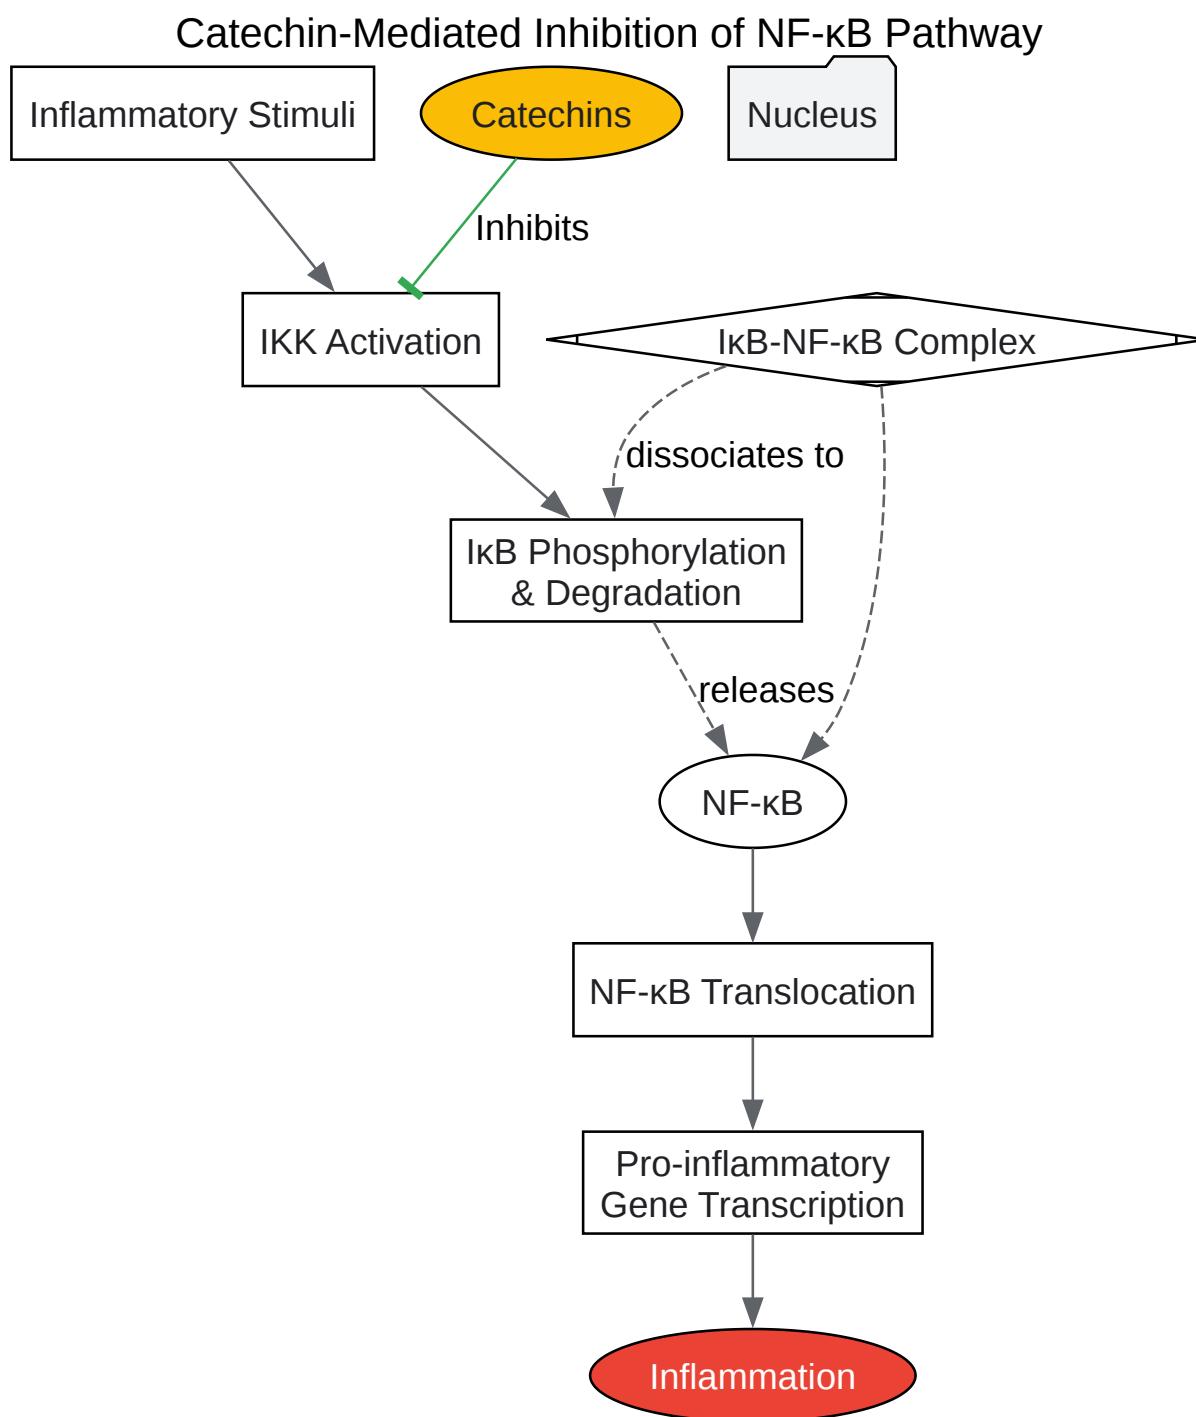 Catechin-Mediated Inhibition of NF-κB Pathway
Inflammatory Stimuli
Catechins
Nucleus
Inhibits
IKK Activation
IκB-NF-κB Complex
dissociates to
IκB Phosphorylation
& Degradation
releases
NF-κB
NF-κB Translocation
Pro-inflammatory
Gene Transcription
Inflammation